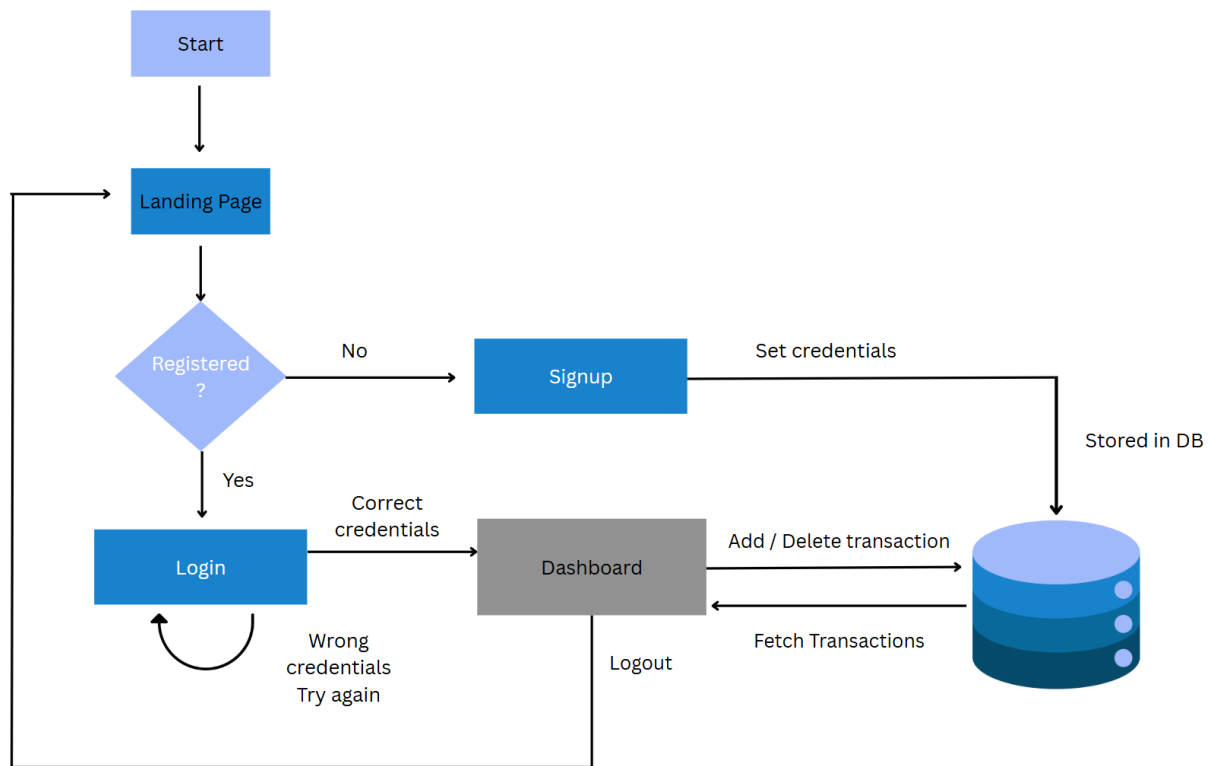 Start
Landing Page
Registered
?
No
Signup
Set credentials
Stored in DB
Yes
Correct
credentials
Login
Dashboard
Add / Delete transaction
Fetch Transactions
Wrong
credentials
Try again
Logout